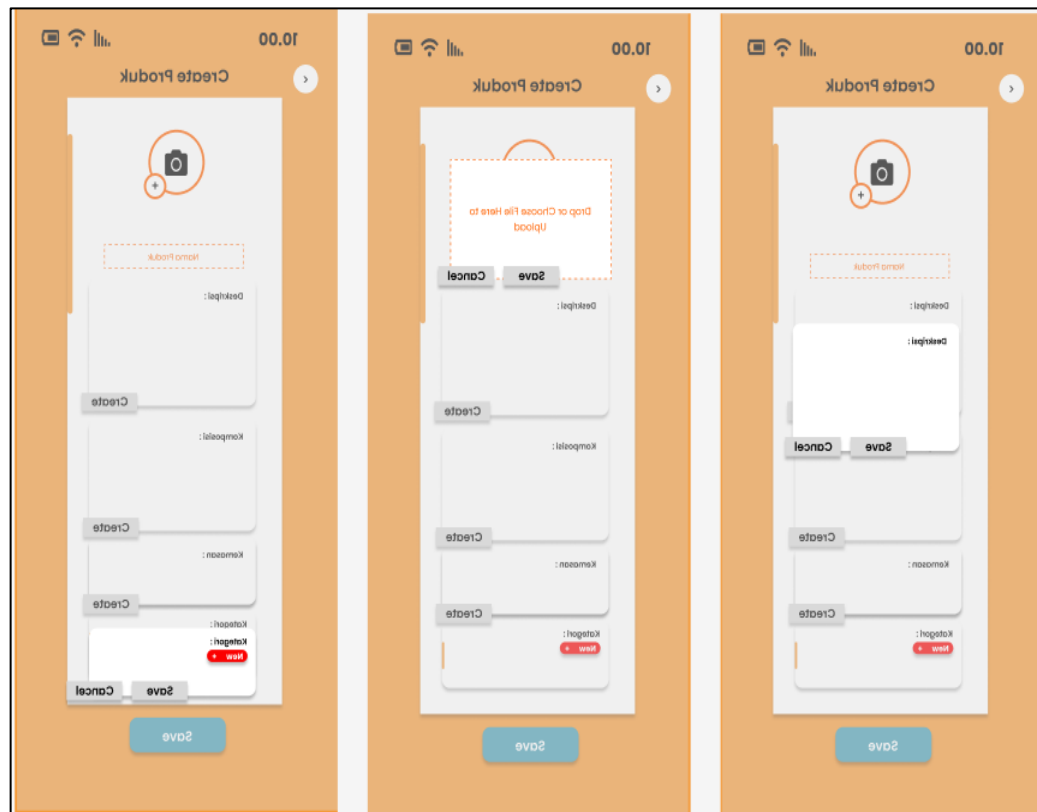 10.00
Create Produk
Nama Produk
Deskripsi :
Deskripsi :
Save Cancel
Create
Kemasan :
Create
Kategori :
New +
Save
10.00
Create Produk
Drop or Choose File Here to
Upload
Save Cancel
Deskripsi :
Create
Komposisi :
Create
Kemasan :
Create
Kategori :
New +
Save
10.00
Create Produk
Nama Produk
Deskripsi :
Create
Komposisi :
Create
Kemasan :
Create
Kategori :
Kategori :
New +
Save Cancel
Save